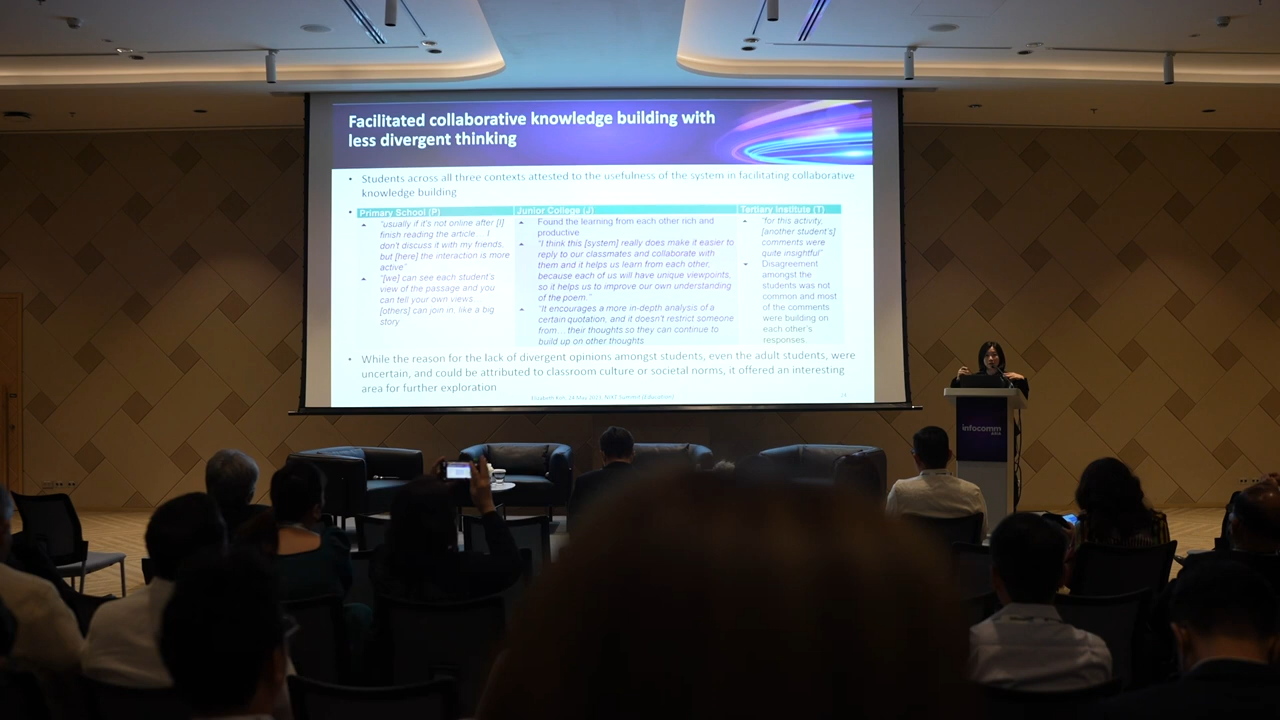 Facilitated collaborative knowledge building with
less divergent thinking
• Students across all three contexts attested to the usefulness of the system in facilitating collaborative
knowledge building
Primary School (P)
"usually if it's not online after [I]
finish reading the article... I
don't discuss it with my friends,
but [here] the interaction is more
active"
"[we] can see each student's
view of the passage and you
can tell your own views.
[others] can join in, like a big
story
Junior College (J)
Found the learning from each other rich and
productive
"I think this [system] really does make it easier to
reply to our classmates and collaborate with
them and it helps us learn from each other,
because each of us will have unique viewpoints,
so it helps us to improve our own understanding
of the poem."
"It encourages a more in-depth analysis of a
certain quotation, and it doesn't restrict someone
from... their thoughts so they can continue to
build up on other thoughts
Tertiary Institute (T)
"for this activity,
[another student's]
comments were
quite insightful"
Disagreement
amongst the
students was not
common and most
of the comments
were building on
each other's
responses.
• While the reason for the lack of divergent opinions amongst students, even the adult students, were
uncertain, and could be attributed to classroom culture or societal norms, it offered an interesting
area for further exploration
Elizabeth Koh, 24 May 2023, NXT Summit (Education)
infocomm
ASIA